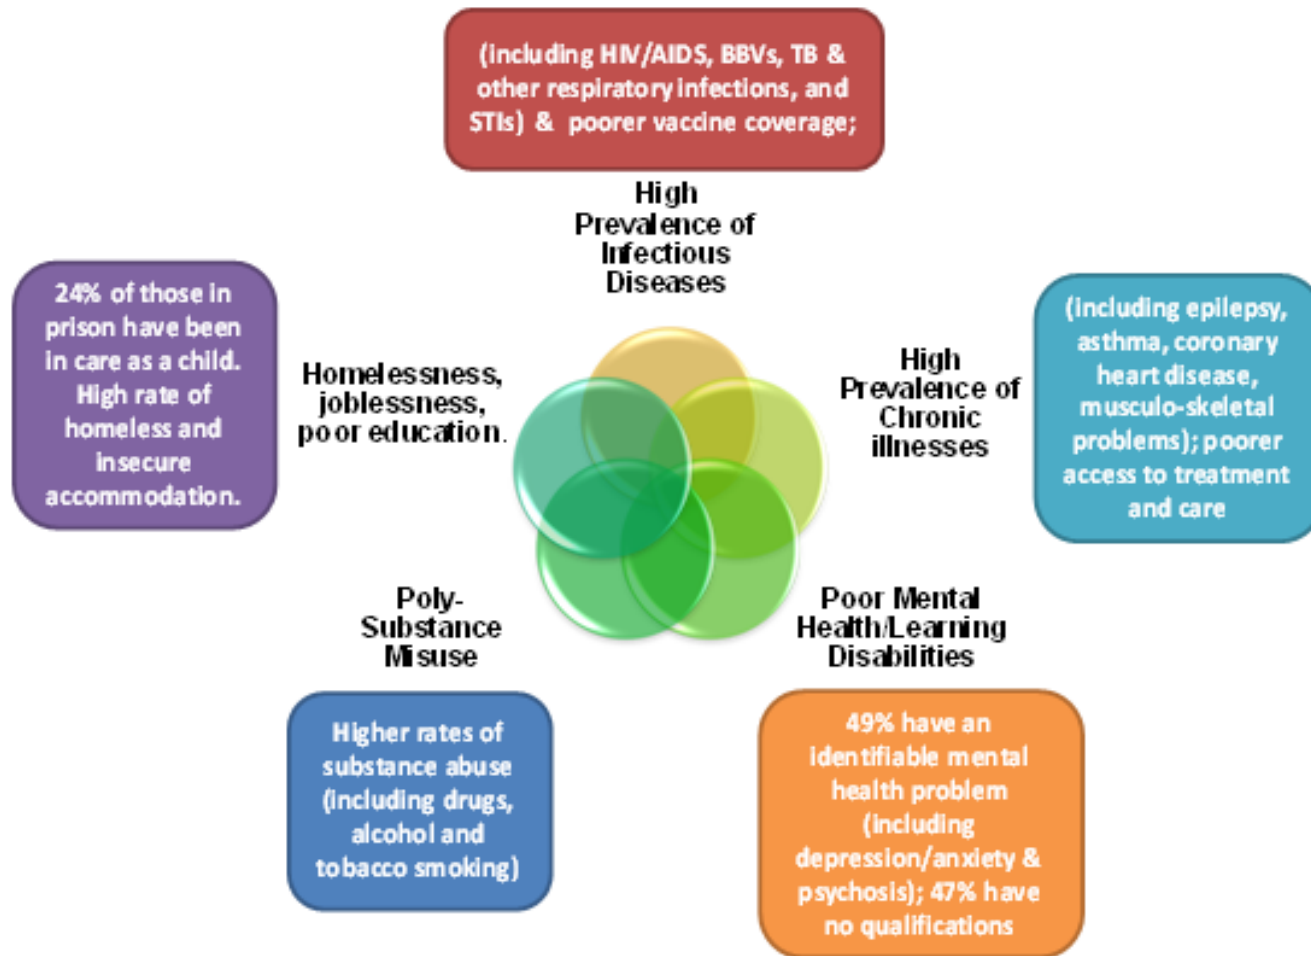 (including HIV/AIDS, BBVs, TB &
other respiratory infections, and
STIs) & poorer vaccine coverage;
High
Prevalence of
Infectious
Diseases
24% of those in
prison have been
in care as a child.
High rate of
homeless and
insecure
accommodation.
Homelessness,
joblessness,
poor education.
High
Prevalence of
Chronic
illnesses
(including epilepsy,
asthma, coronary
heart disease,
musculo-skeletal
problems); poorer
access to treatment
and care
Poly-
Substance
Misuse
Poor Mental
Health/Learning
Disabilities
Higher rates of
substance abuse
(including drugs,
alcohol and
tobacco smoking)
49% have an
identifiable mental
health problem
(including
depression/anxiety &
psychosis); 47% have
no qualifications